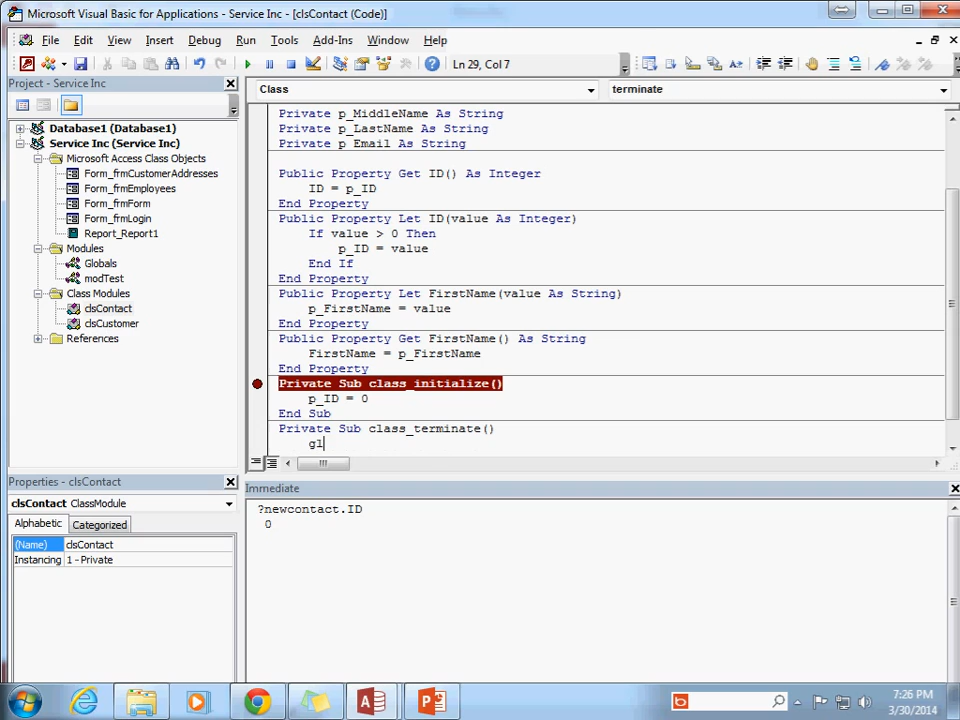 Microsoft Visual Basic for Applications - Service Inc - [clsContact (Code)]
File Edit View Insert Debug Run Tools Add-Ins Window Help
Ln 29, Col 7
Project - Service Inc
Class
terminate
Database1 (Database1)
Service Inc (Service Inc)
Microsoft Access Class Objects
Form_frmCustomerAddresses
Form_frmEmployees
Form_frmForm
Form_frmLogin
Report_Report1
Modules
Globals
modTest
Class Modules
clsContact
clsCustomer
References
Private p_MiddleName As String
Private p_LastName As String
Private p_Email As String
Public Property Get ID() As Integer
ID = p_ID
End Property
Public Property Let ID(value As Integer)
If value > 0 Then
p_ID = value
End If
End Property
Public Property Let FirstName(value As String)
p_FirstName = value
End Property
Public Property Get FirstName() As String
FirstName = p_FirstName
End Property
Private Sub class_initialize()
p_ID = 0
End Sub
Private Sub class_terminate()
gl
Properties - clsContact
clsContact ClassModule
Alphabetic Categorized
(Name) clsContact
Instancing 1 - Private
Immediate
?newcontact.ID
0
7:26 PM
3/30/2014